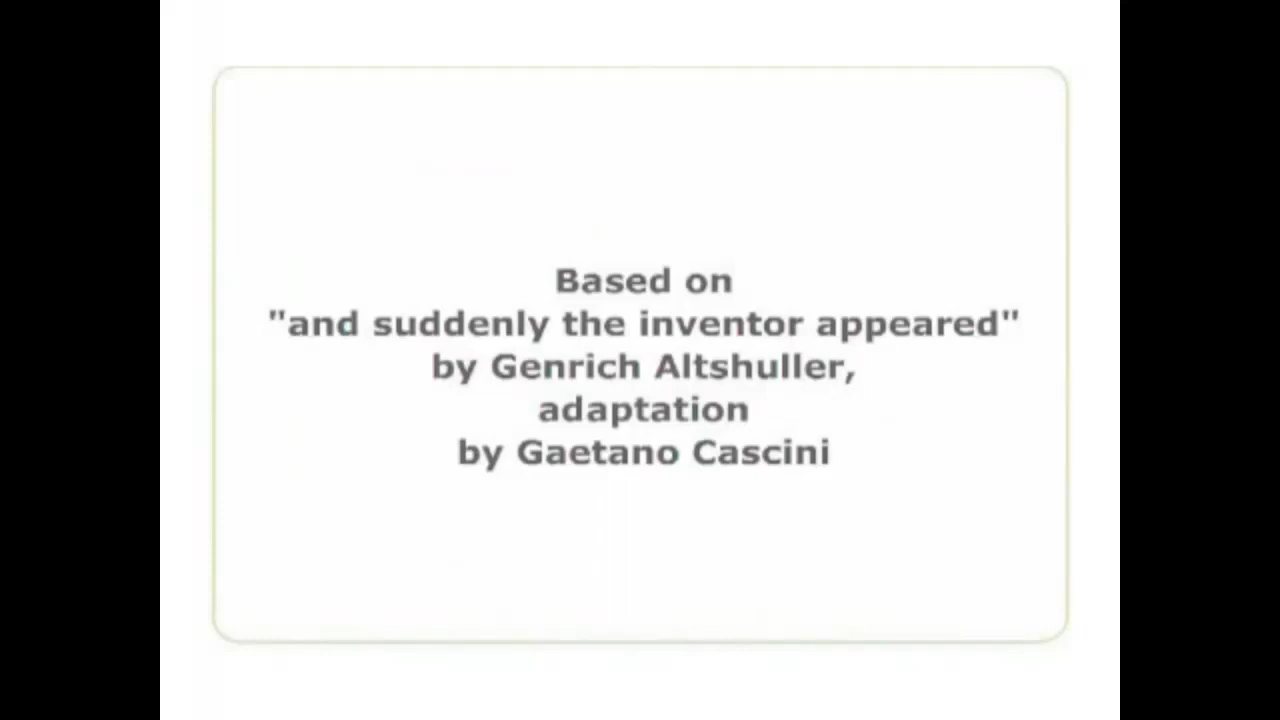 Based on
"and suddenly the inventor appeared"
by Genrich Altshuller,
adaptation
by Gaetano Cascini